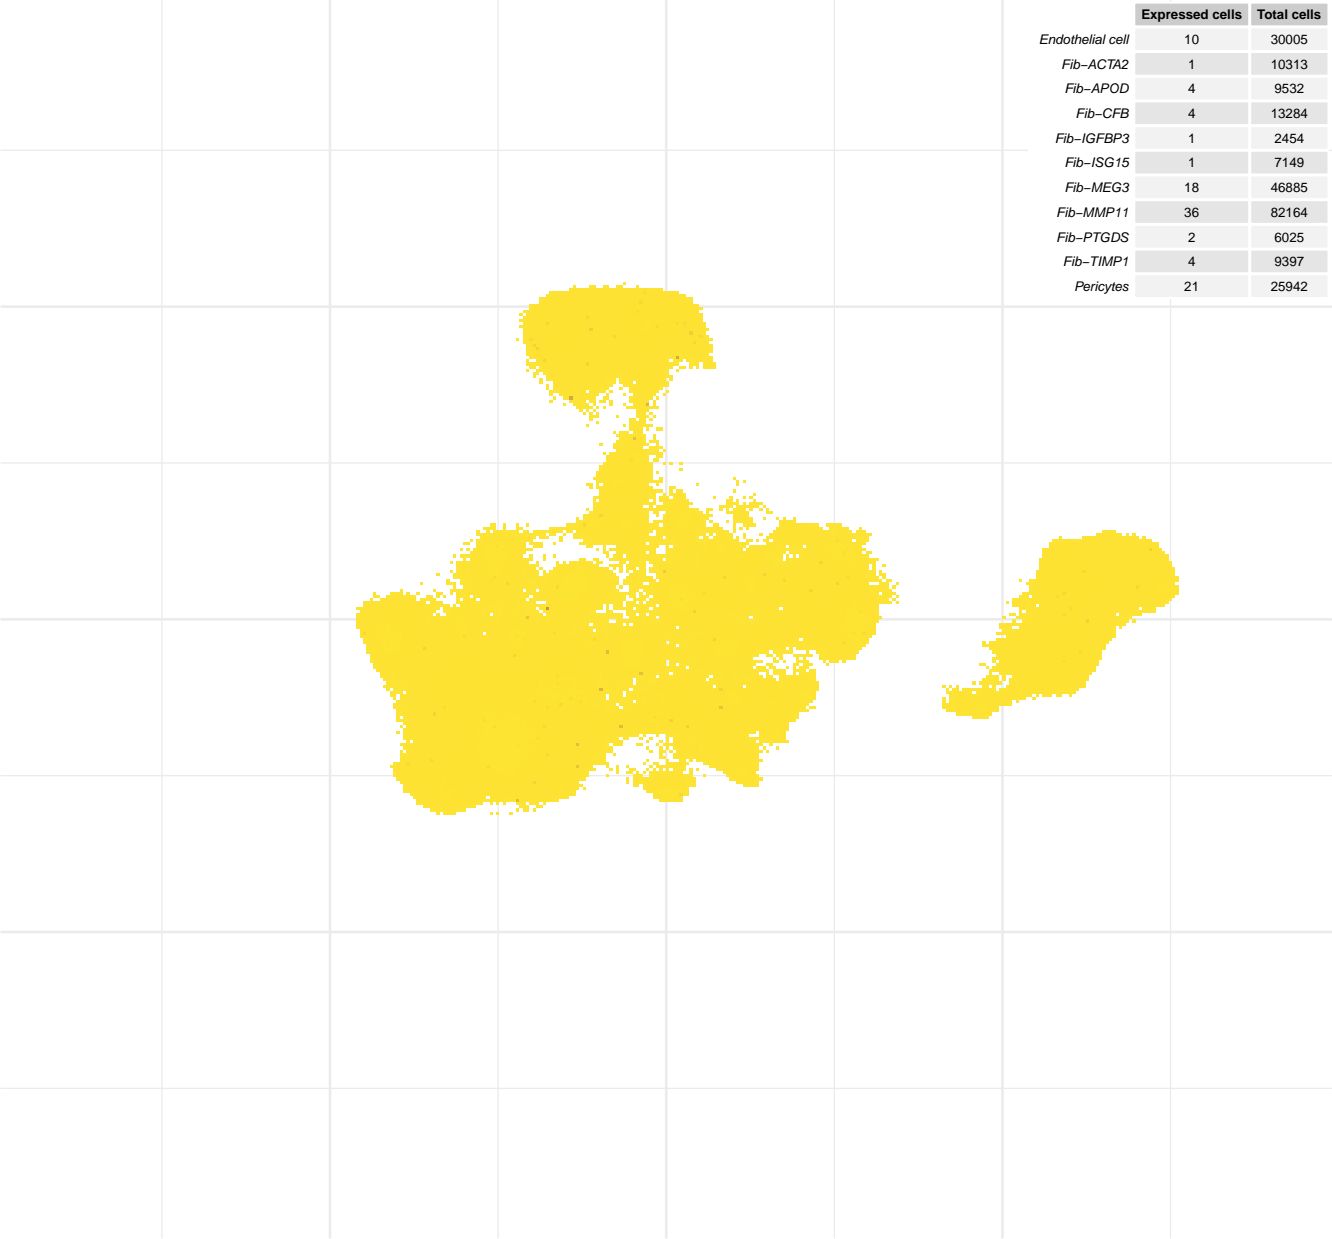 Expressed cells Total cells
Endothelial cell 10 30005
Fib−ACTA2 1 10313
Fib−APOD 4 9532
Fib−CFB 4 13284
Fib−IGFBP3 1 2454
Fib−ISG15 1 7149
Fib−MEG3 18 46885
Fib−MMP11 36 82164
Fib−PTGDS 2 6025
Fib−TIMP1 4 9397
Pericytes 21 25942